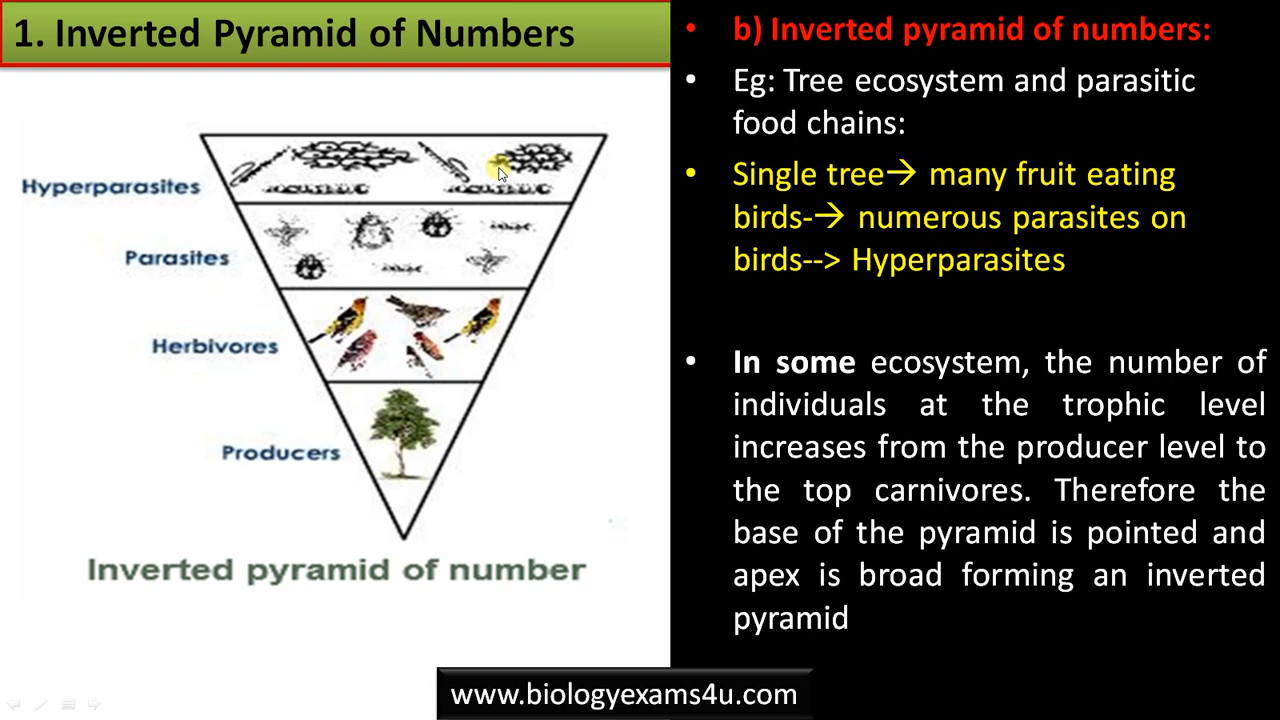 1. Inverted Pyramid of Numbers
Hyperparasites
Parasites
Herbivores
Producers
Inverted pyramid of number
• b) Inverted pyramid of numbers:
• Eg: Tree ecosystem and parasitic
food chains:
• Single tree→ many fruit eating
birds-→ numerous parasites on
birds--> Hyperparasites
• In some ecosystem, the number of
individuals at the trophic level
increases from the producer level to
the top carnivores. Therefore the
base of the pyramid is pointed and
apex is broad forming an inverted
pyramid
www.biologyexams4u.com